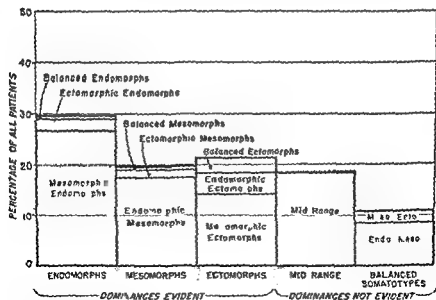 PERCENTAGE OF ALL PATIENTS
50
40
30
20
10
0
Balanced Endomorphs
Ectomorphic Endomorphs
Balanced Mesomorphs
Ectomorphic Mesomorphs
Balanced Ectomorphs
Mesomorphic
Endomorphs
Endomorphic
Mesomorphs
Endomorphic
Ectomorphs
Mesomorphic
Ectomorphs
Mid Range
Endo Meso
ENDOMORPHS
MESOMORPHS
ECTOMORPHS
MID RANGE
BALANCED
SOMATOTYPES
DOMINANCES EVIDENT
DOMINANCES NOT EVIDENT